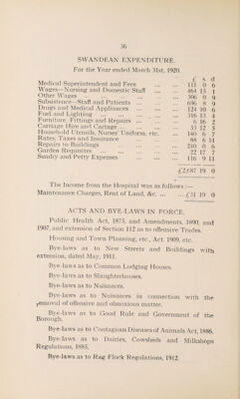 36
SWANDEAN EXPENDITURE.
For the Year ended March 31st, 1920.
£ s d
Medical Superintendent and Fees ... ... 111 0 6
Wages—Nursing and Domestic Staff ... ... 464 15 1
Other Wages ... ... ... ... 306 0 9
Subsistence—Staff and Patients ... ... 696 8 9
Drugs and Medical Appliances ... ... 124 10 6
Fuel and Lighting ... ... ... 316 13 4
Furniture Fittings and Repairs ... ... 6 16 2
Carriage Hire and Cartage ... ... ... 33 12 5
Household Utensils, Nurses' Uniform, etc. ... 140 6 7
Rates, Taxes and Insurance ... ... 88 6 11
Repairs to Buildings ... ... ... 210 0 6
Garden Requisites ... ... ... 22 17 7
Sundry and Petty Expenses ... ... 116 9 11
£2,637 19 0
The Income from the Hospital was as follows :—
Maintenance Charges, Rent of Land, &c. ... £31 19 0
ACTS AND BYE-LAWS IN FORCE.
Public Health Act, 1875, and Amendments, 1890, and
1907, and extension of Section 112 as to offensive Trades.
Housing and Town Planning, etc., Act, 1909, etc.
Bye-laws as to New Streets and Buildings with
extension, dated May, 1911.
Bye-laws as to Common Lodging Houses.
Bye-laws as to Slaughterhouses.
Bye-laws as to Nuisances.
Bye-laws as to Nuisances in connection with the
removal of offensive and obnoxious matter.
Bye-laws as to Good Rule and Government of the
Borough.
Bye-laws as to Contagious Diseases of Animals Act, 1886.
Bye-laws as to Dairies, Cowsheds and Milkshops
Regulations, 1885.
Bye-laws as to Rag Flock Regulations, 1912.